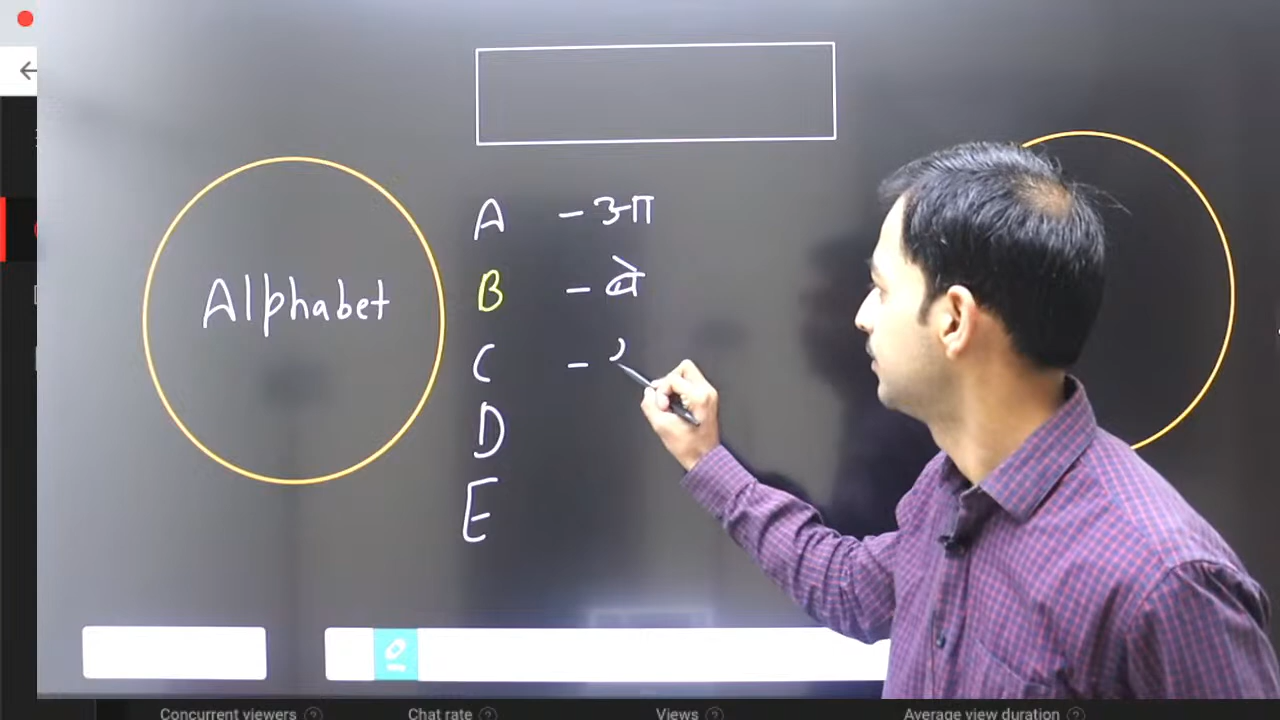 Alphabet
A - अ
B - ब
C -
D
E
Concurrent viewers
Chat rate
Views
Average view duration